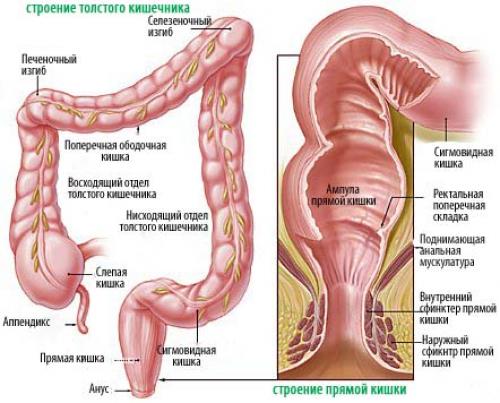 строение толстого кишечника
Селезеночный
изгиб
Печеночный
изгиб
Поперечная ободочная
кишка
Восходящий отдел
толстого кишечника
Нисходящий отдел
толстого кишечника
Слепая
кишка
Аппендикс
Прямая кишка
Сигмовидная
кишка
Анус
Сигмовидная
кишка
Ампула
прямой кишки
Ректальная
поперечная
складка
Поднимающая
анальная
мускулатура
Внутренний
сфинктер прямой
кишки
Наружный
сфикнтр прямой
кишки
строение прямой кишки